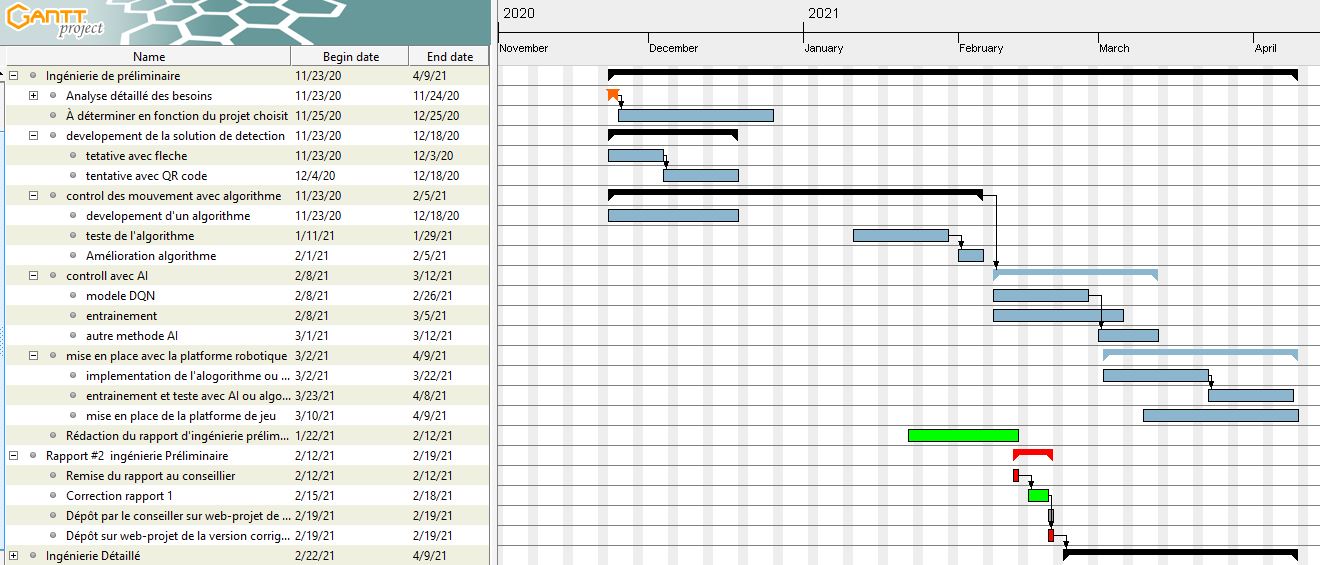 GANTT
project
2020 2021
November December January February March April
Name Begin date End date
Ingénierie de préliminaire 11/23/20 4/9/21
Analyse détaillé des besoins 11/23/20 11/24/20
À déterminer en fonction du projet choisit 11/25/20 12/25/20
developement de la solution de detection 11/23/20 12/18/20
tetative avec fleche 11/23/20 12/3/20
tentative avec QR code 12/4/20 12/18/20
control des mouvement avec algorithme 11/23/20 2/5/21
developement d'un algorithme 11/23/20 12/18/20
teste de l'algorithme 1/11/21 1/29/21
Amélioration algorithme 2/1/21 2/5/21
controll avec AI 2/8/21 3/12/21
modele DQN 2/8/21 2/26/21
entrainement 2/8/21 3/5/21
autre methode AI 3/1/21 3/12/21
mise en place avec la platforme robotique 3/2/21 4/9/21
implementation de l'alogorithme ou ... 3/2/21 3/22/21
entrainement et teste avec AI ou algo... 3/23/21 4/8/21
mise en place de la platforme de jeu 3/10/21 4/9/21
Rédaction du rapport d'ingénierie prélim... 1/22/21 2/12/21
Rapport #2 ingénierie Préliminaire 2/12/21 2/19/21
Remise du rapport au conseillier 2/12/21 2/12/21
Correction rapport 1 2/15/21 2/18/21
Dépôt par le conseiller sur web-projet de ... 2/19/21 2/19/21
Dépôt sur web-projet de la version corrig... 2/19/21 2/19/21
Ingénierie Détaillé 2/22/21 4/9/21